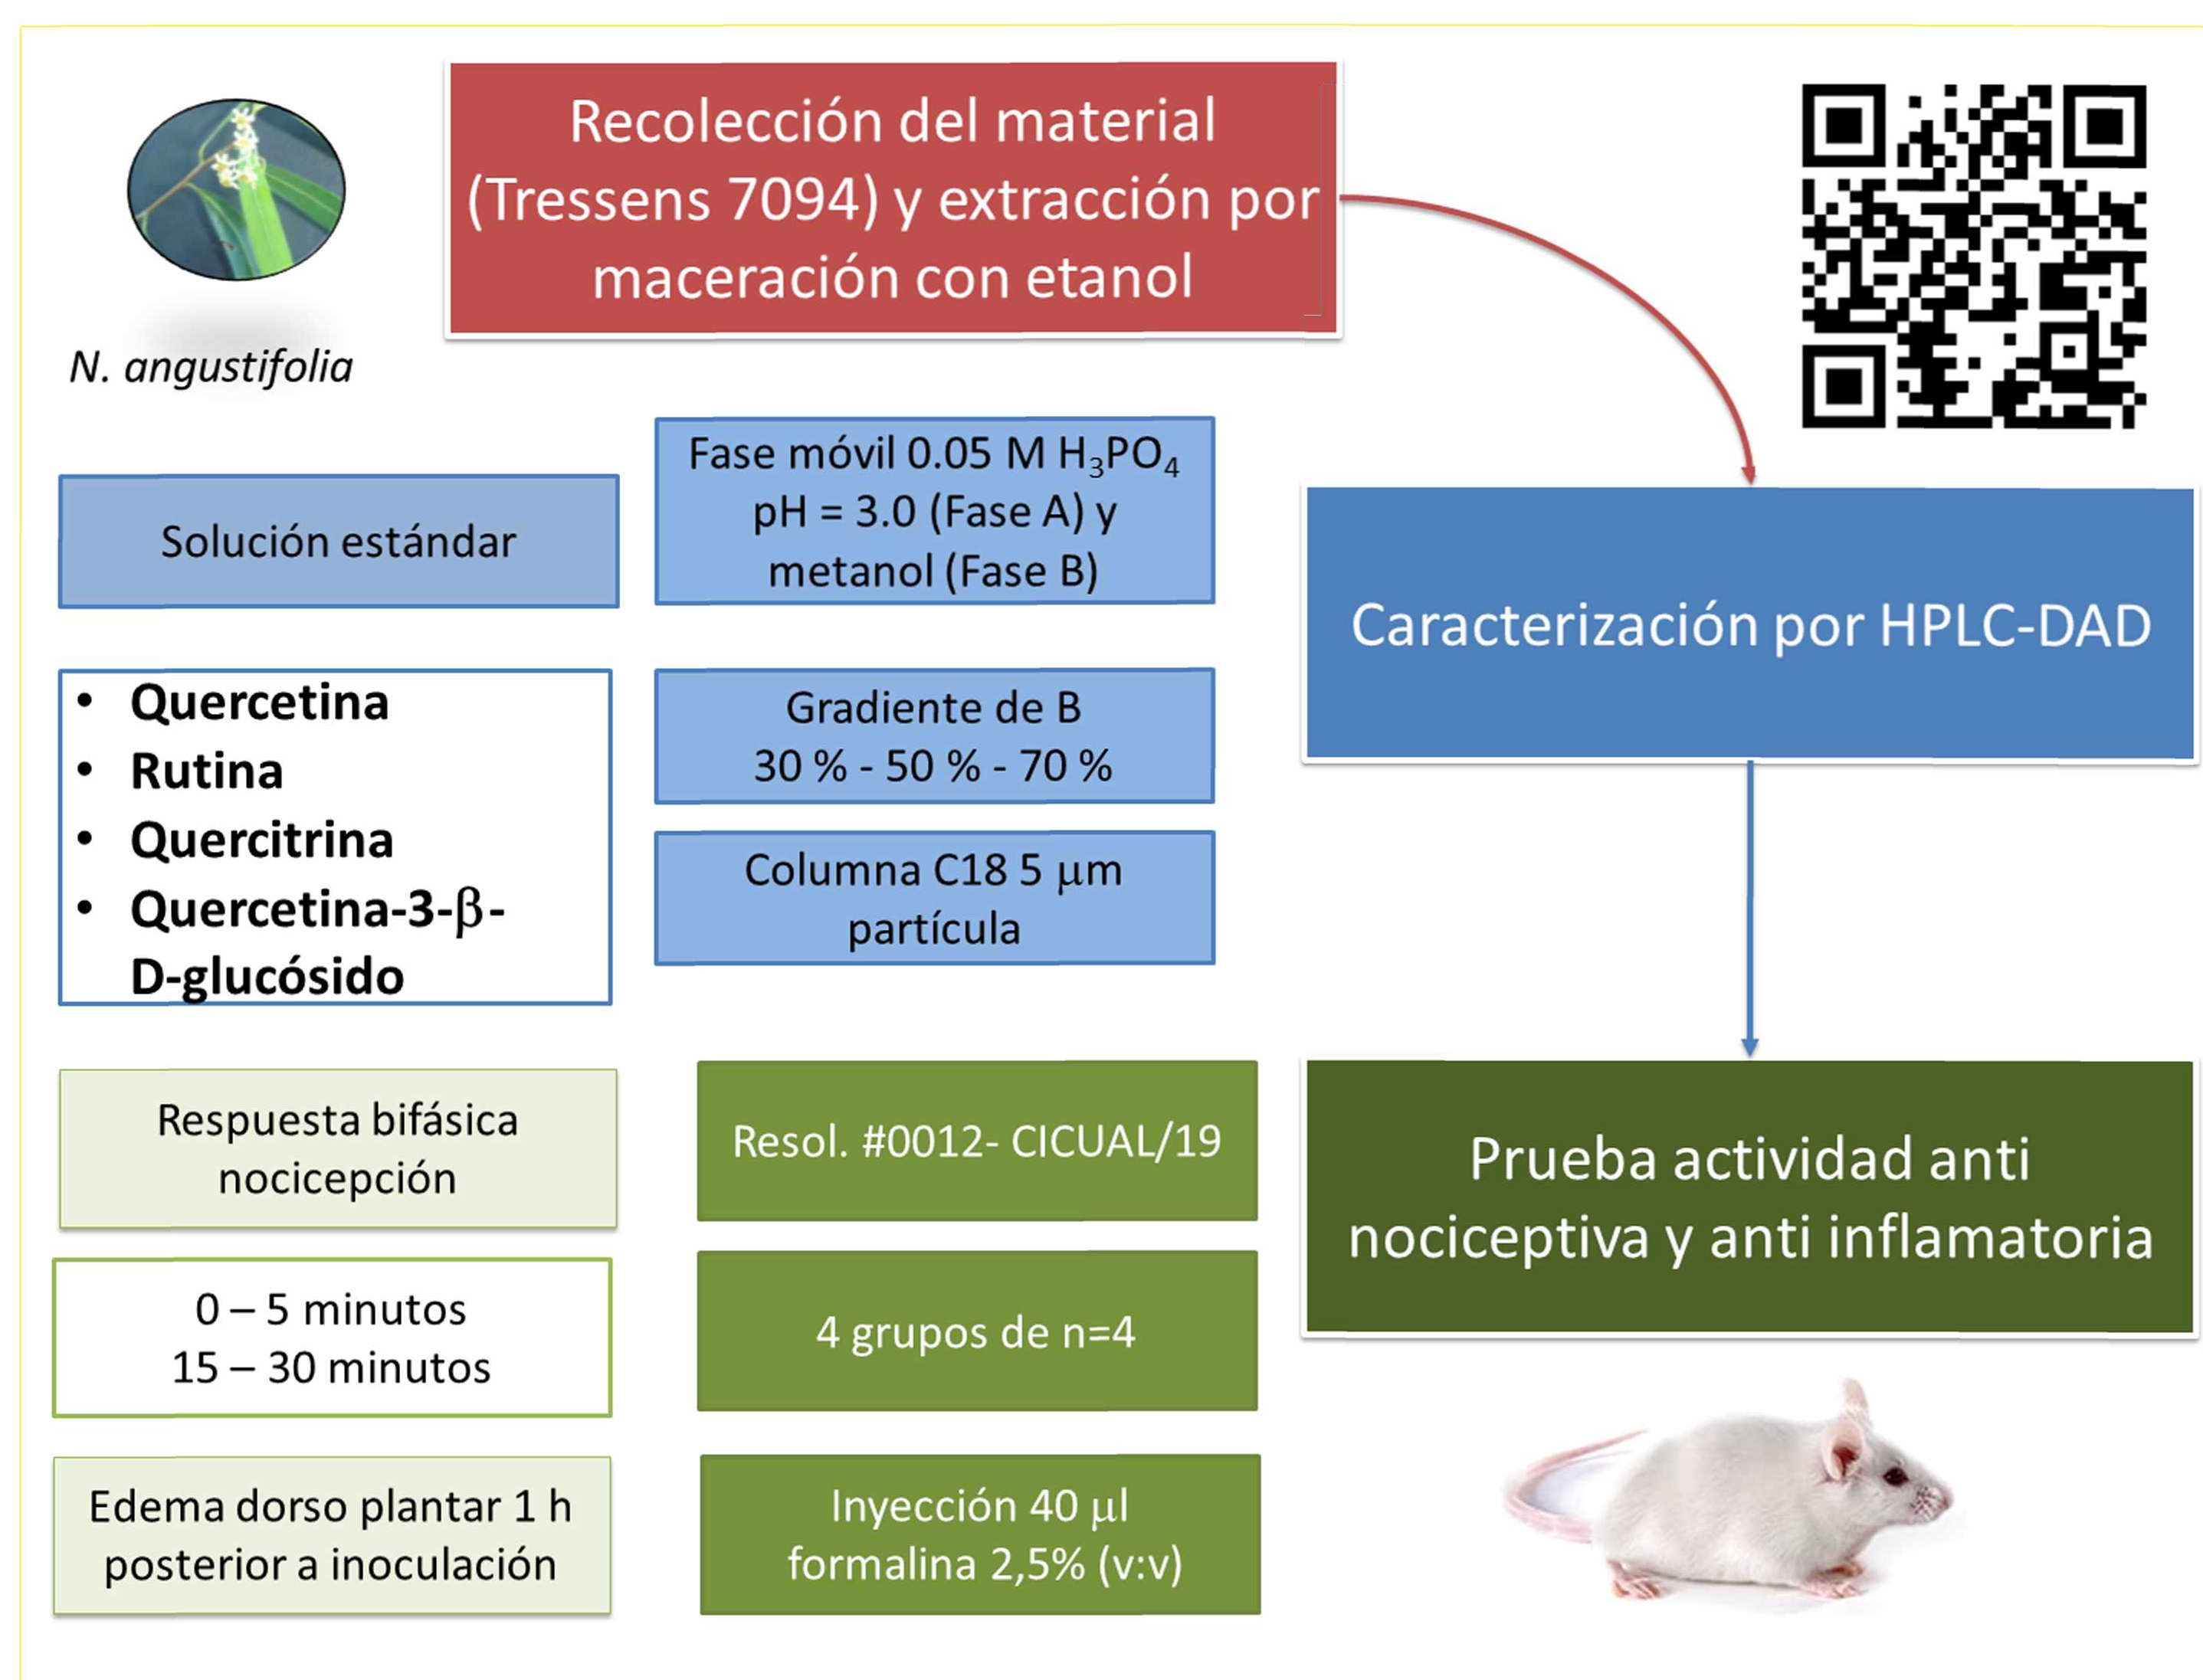 Recolección del material
(Tressens 7094) y extracción por
maceración con etanol
N. angustifolia
Solución estándar
Fase móvil 0.05 M H₃PO₄
pH = 3.0 (Fase A) y
metanol (Fase B)
Caracterización por HPLC-DAD
• Quercetina
• Rutina
• Quercitrina
• Quercetina-3-β-
D-glucósido
Gradiente de B
30 % - 50 % - 70 %
Columna C18 5 μm
partícula
Respuesta bifásica
nocicepción
Resol. #0012- CICUAL/19
Prueba actividad anti
nociceptiva y anti inflamatoria
0 – 5 minutos
15 – 30 minutos
4 grupos de n=4
Edema dorso plantar 1 h
posterior a inoculación
Inyección 40 μl
formalina 2,5% (v:v)